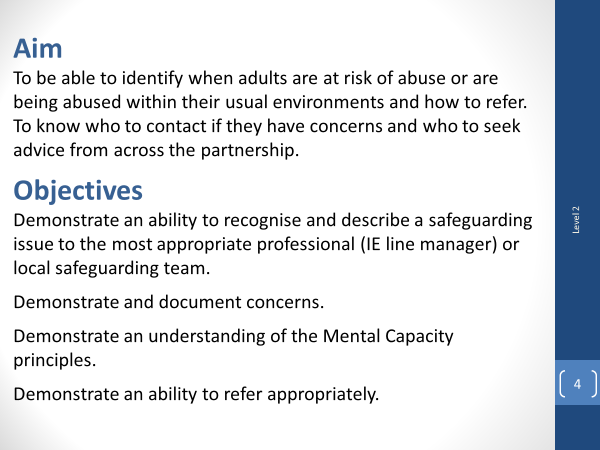 Aim
To be able to identify when adults are at risk of abuse or are
being abused within their usual environments and how to refer.
To know who to contact if they have concerns and who to seek
advice from across the partnership.
Objectives
Demonstrate an ability to recognise and describe a safeguarding
issue to the most appropriate professional (IE line manager) or
local safeguarding team.
Demonstrate and document concerns.
Demonstrate an understanding of the Mental Capacity
principles.
Demonstrate an ability to refer appropriately.
Level 2
4